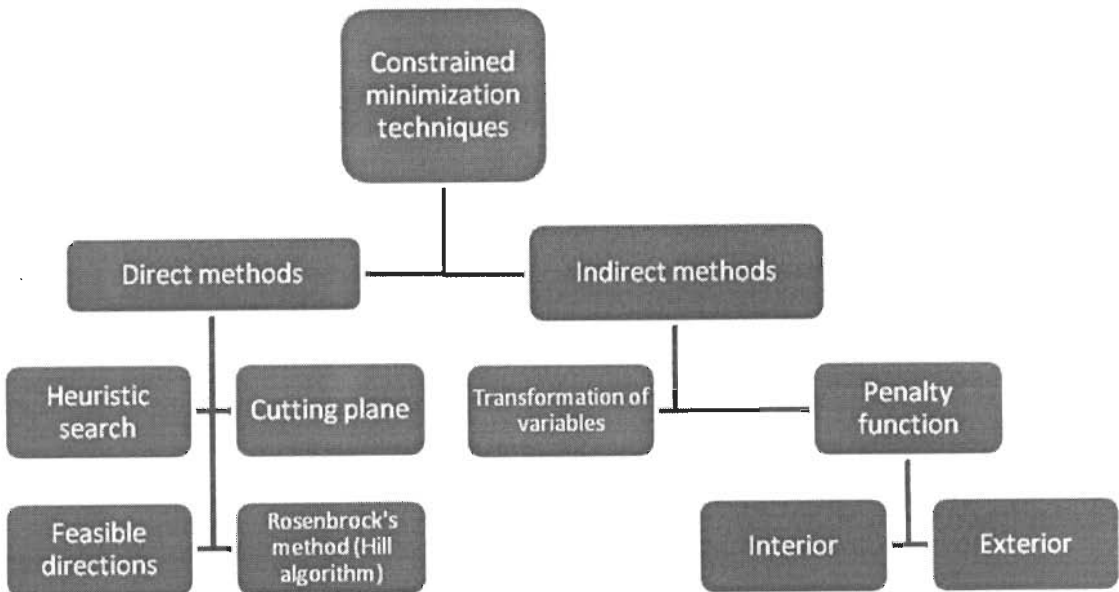 Constrained
minimization
techniques
Direct methods
Indirect methods
Heuristic
search
Cutting plane
Transformation of
variables
Penalty
function
Feasible
directions
Rosenbrock's
method (Hill
algorithm)
Interior
Exterior